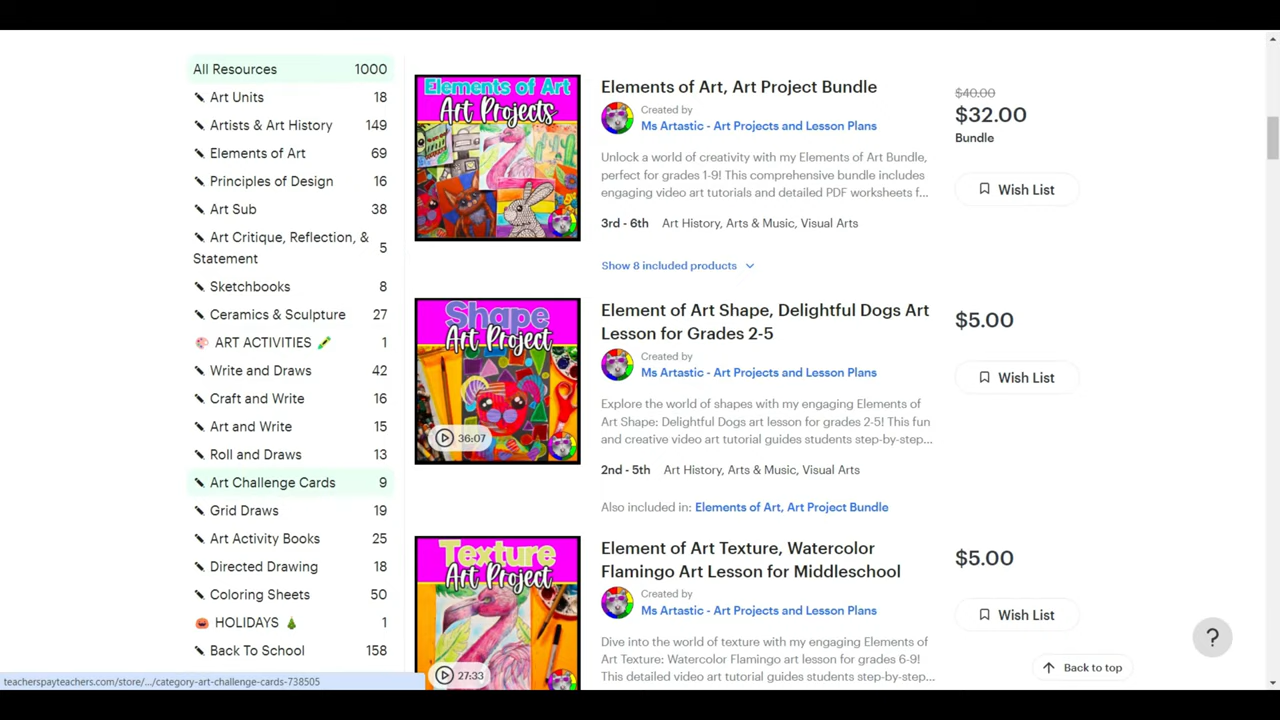 All Resources 1000
Art Units 18
Artists & Art History 149
Elements of Art 69
Principles of Design 16
Art Sub 38
Art Critique, Reflection, &
Statement 5
Sketchbooks 8
Ceramics & Sculpture 27
ART ACTIVITIES 1
Write and Draws 42
Craft and Write 16
Art and Write 15
Roll and Draws 13
Art Challenge Cards 9
Grid Draws 19
Art Activity Books 25
Directed Drawing 18
Coloring Sheets 50
HOLIDAYS 1
Back To School 158
teacherspayteachers.com/store/.../category-art-challenge-cards-738505
Elements of Art
Art Projects
Elements of Art, Art Project Bundle
Created by
Ms Artastic - Art Projects and Lesson Plans
Unlock a world of creativity with my Elements of Art Bundle,
perfect for grades 1-9! This comprehensive bundle includes
engaging video art tutorials and detailed PDF worksheets f...
3rd - 6th Art History, Arts & Music, Visual Arts
Show 8 included products
$40.00
$32.00
Bundle
Wish List
Shape
Art Project
36:07
Element of Art Shape, Delightful Dogs Art
Lesson for Grades 2-5
Created by
Ms Artastic - Art Projects and Lesson Plans
Explore the world of shapes with my engaging Elements of
Art Shape: Delightful Dogs art lesson for grades 2-5! This fun
and creative video art tutorial guides students step-by-step...
2nd - 5th Art History, Arts & Music, Visual Arts
Also included in: Elements of Art, Art Project Bundle
$5.00
Wish List
Texture
Art Project
27:33
Element of Art Texture, Watercolor
Flamingo Art Lesson for Middleschool
Created by
Ms Artastic - Art Projects and Lesson Plans
Dive into the world of texture with my engaging Elements of
Art Texture: Watercolor Flamingo art lesson for grades 6-9!
This detailed video art tutorial guides students step-by-step...
$5.00
Wish List
?
Back to top